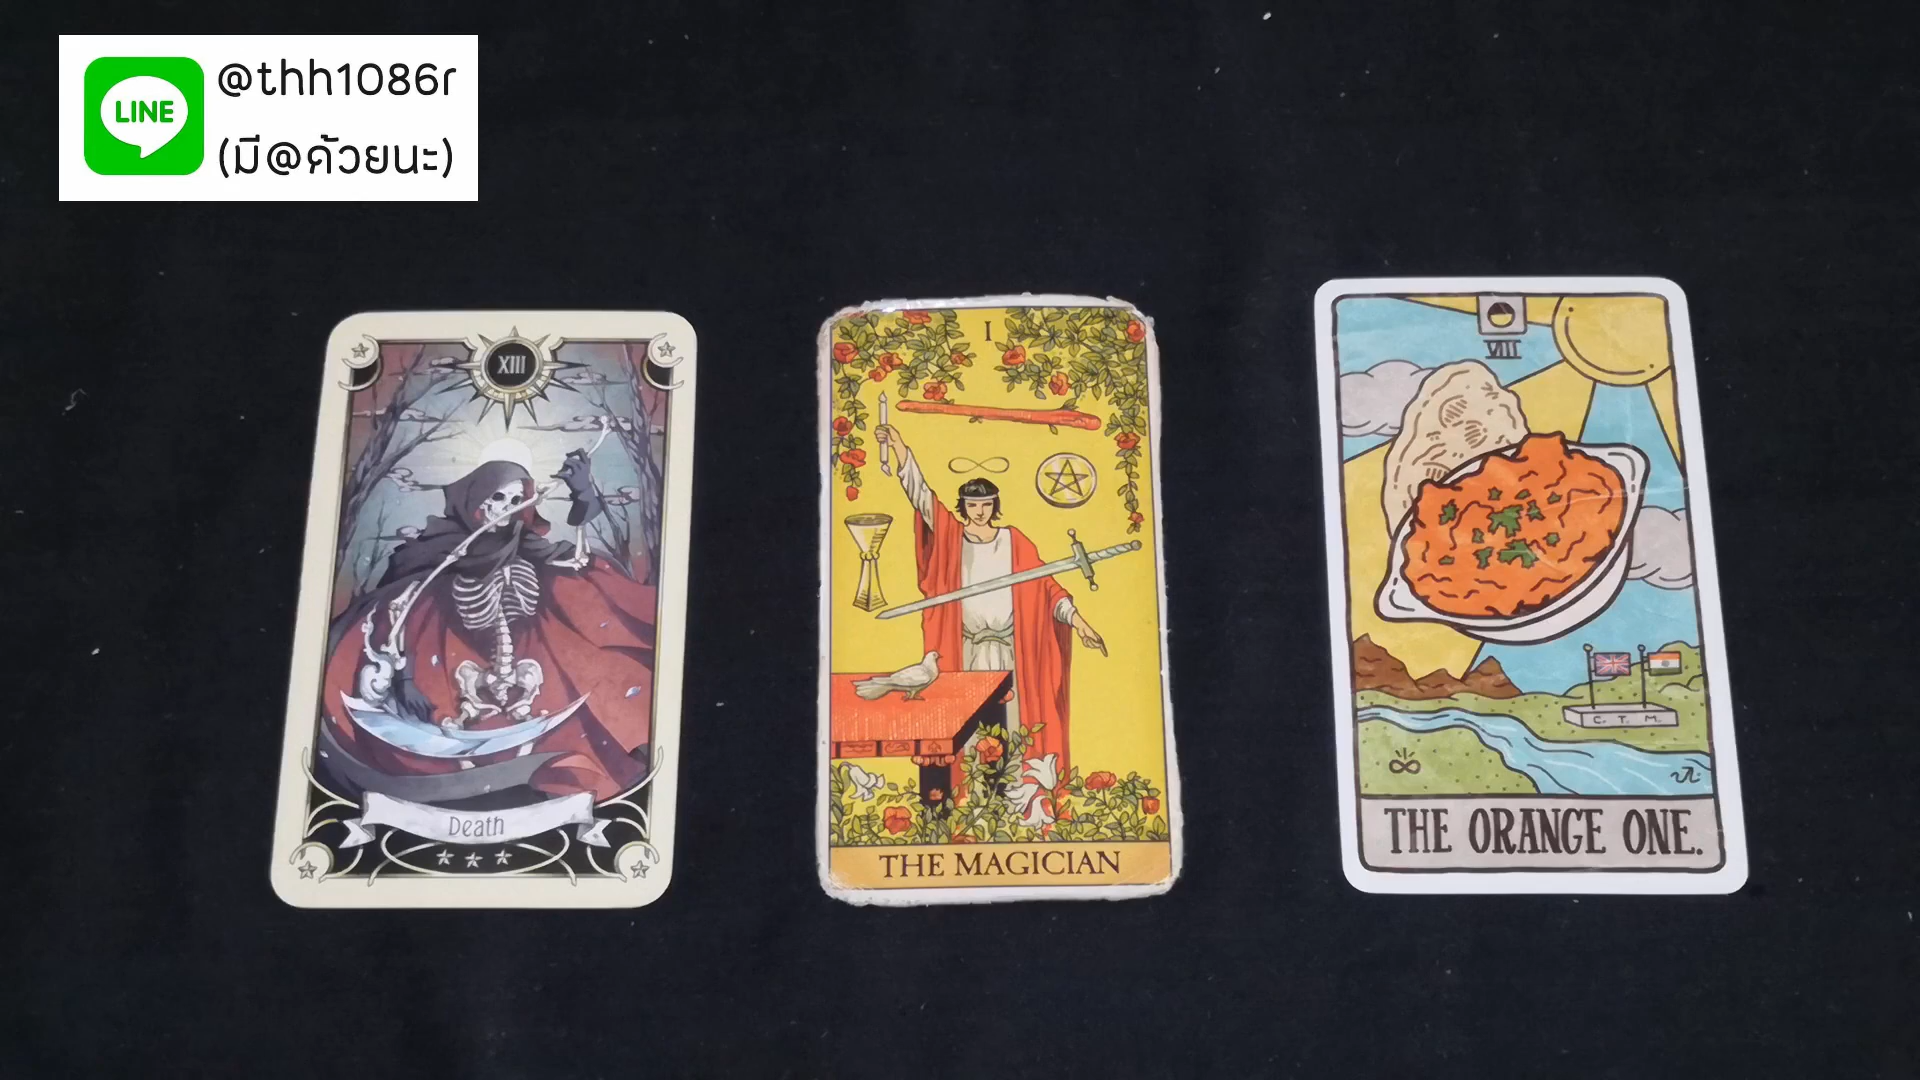 LINE
@thh1086r
(มี@ด้วยนะ)
XIII
Death
I
THE MAGICIAN
VIII
C. T. M.
THE ORANGE ONE.